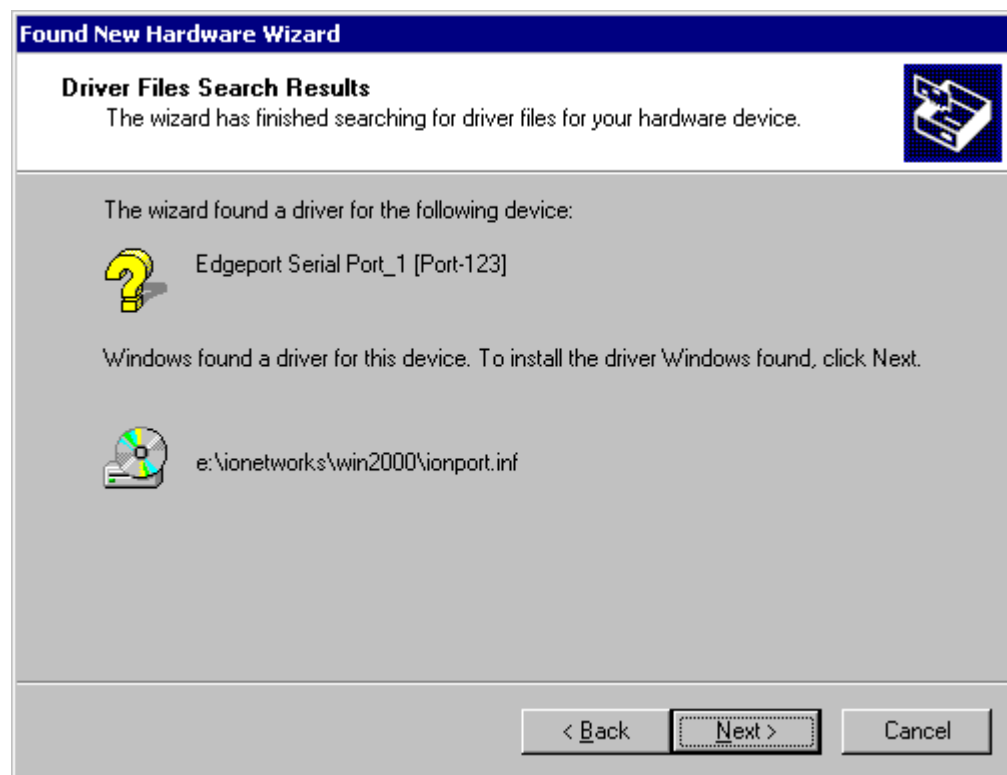 Found New Hardware Wizard
Driver Files Search Results
The wizard has finished searching for driver files for your hardware device.
The wizard found a driver for the following device:
Edgeport Serial Port_1 [Port-123]
Windows found a driver for this device. To install the driver Windows found, click Next.
e:\ionetworks\win2000\ionport.inf
< Back
Next >
Cancel